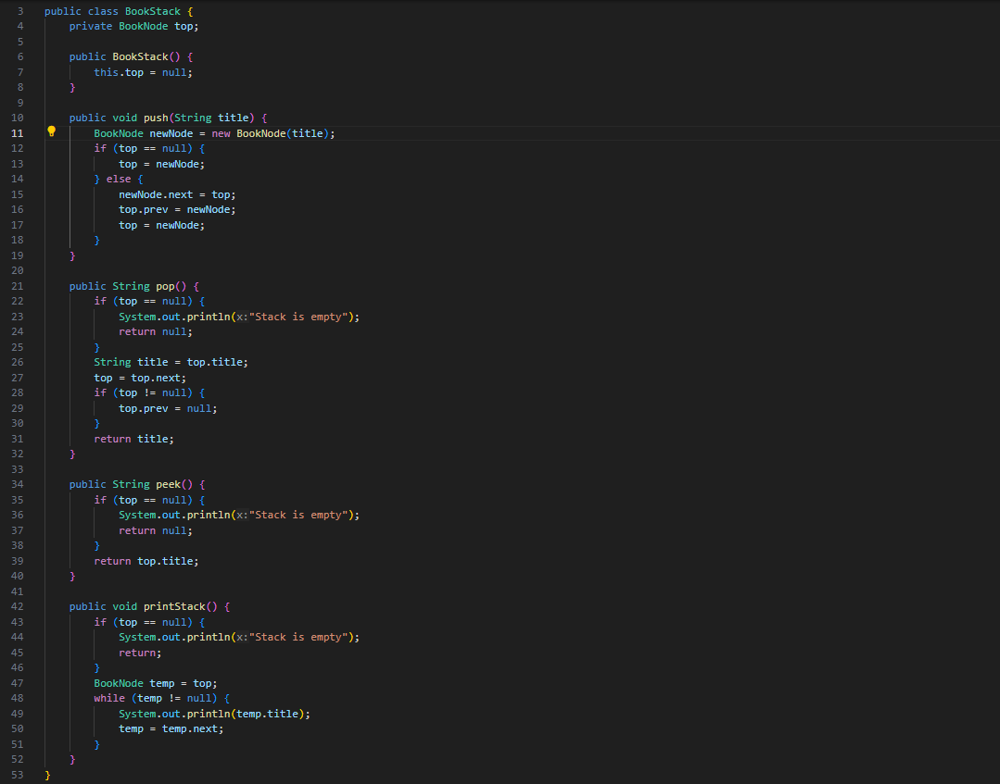 3 public class BookStack {
4     private BookNode top;
5
6     public BookStack() {
7         this.top = null;
8     }
9
10     public void push(String title) {
11         BookNode newNode = new BookNode(title);
12         if (top == null) {
13             top = newNode;
14         } else {
15             newNode.next = top;
16             top.prev = newNode;
17             top = newNode;
18         }
19     }
20
21     public String pop() {
22         if (top == null) {
23             System.out.println(x:"Stack is empty");
24             return null;
25         }
26         String title = top.title;
27         top = top.next;
28         if (top != null) {
29             top.prev = null;
30         }
31         return title;
32     }
33
34     public String peek() {
35         if (top == null) {
36             System.out.println(x:"Stack is empty");
37             return null;
38         }
39         return top.title;
40     }
41
42     public void printStack() {
43         if (top == null) {
44             System.out.println(x:"Stack is empty");
45             return;
46         }
47         BookNode temp = top;
48         while (temp != null) {
49             System.out.println(temp.title);
50             temp = temp.next;
51         }
52     }
53 }